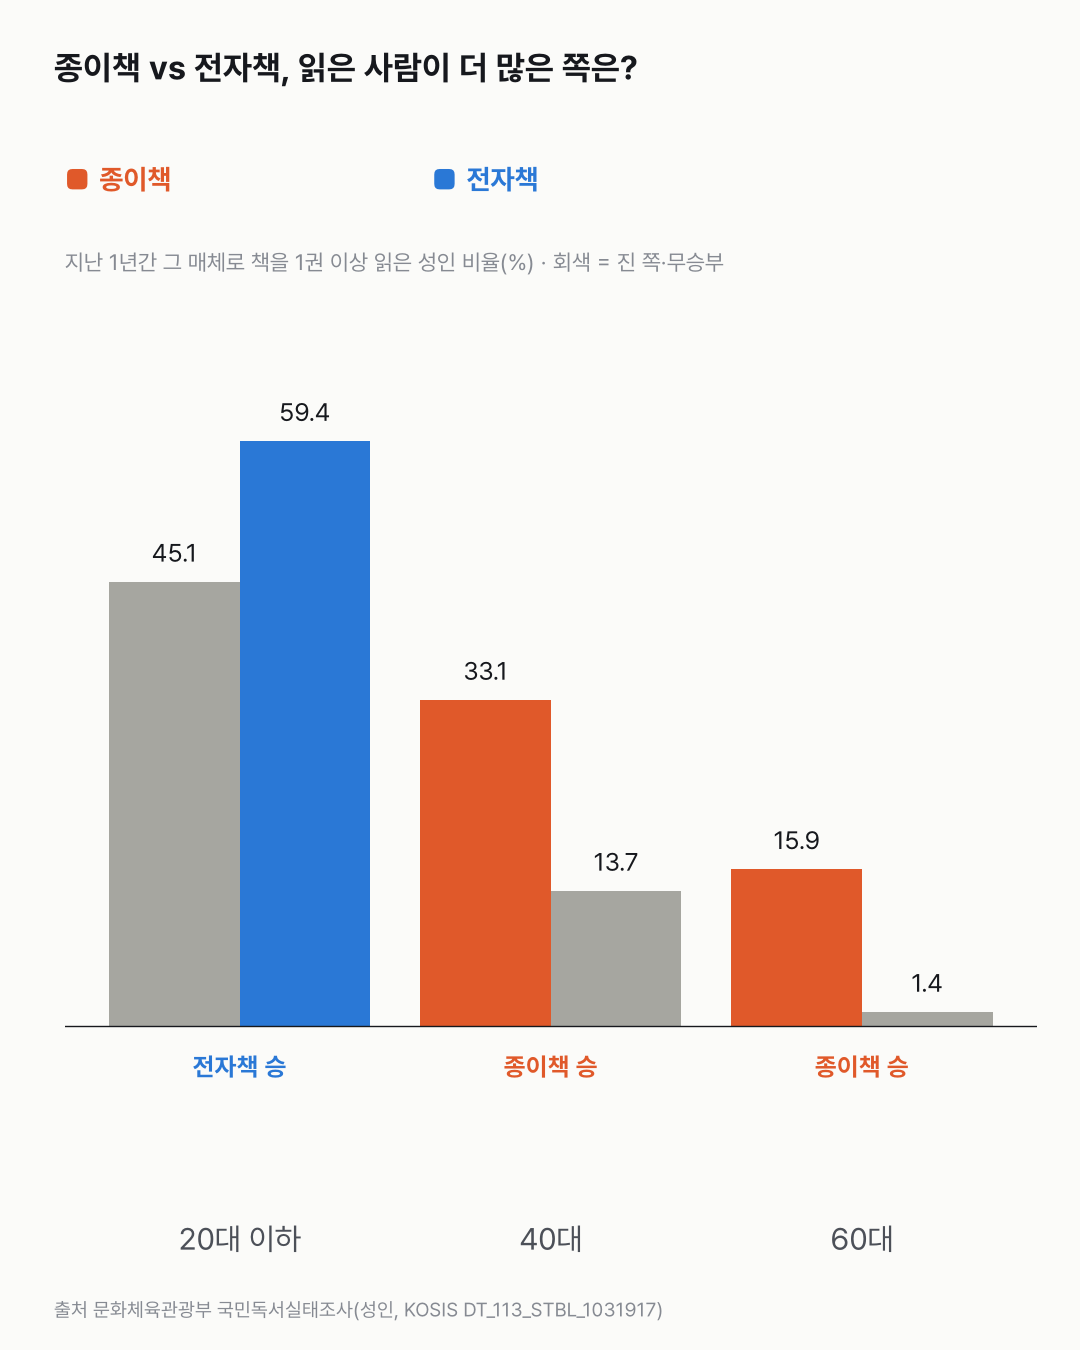 종이책 vs 전자책, 읽은 사람이 더 많은 쪽은?
종이책
전자책
지난 1년간 그 매체로 책을 1권 이상 읽은 성인 비율(%) · 회색 = 진 쪽·무승부
45.1
59.4
33.1
13.7
15.9
1.4
전자책 승
종이책 승
종이책 승
20대 이하
40대
60대
출처 문화체육관광부 국민독서실태조사(성인, KOSIS DT_113_STBL_1031917)